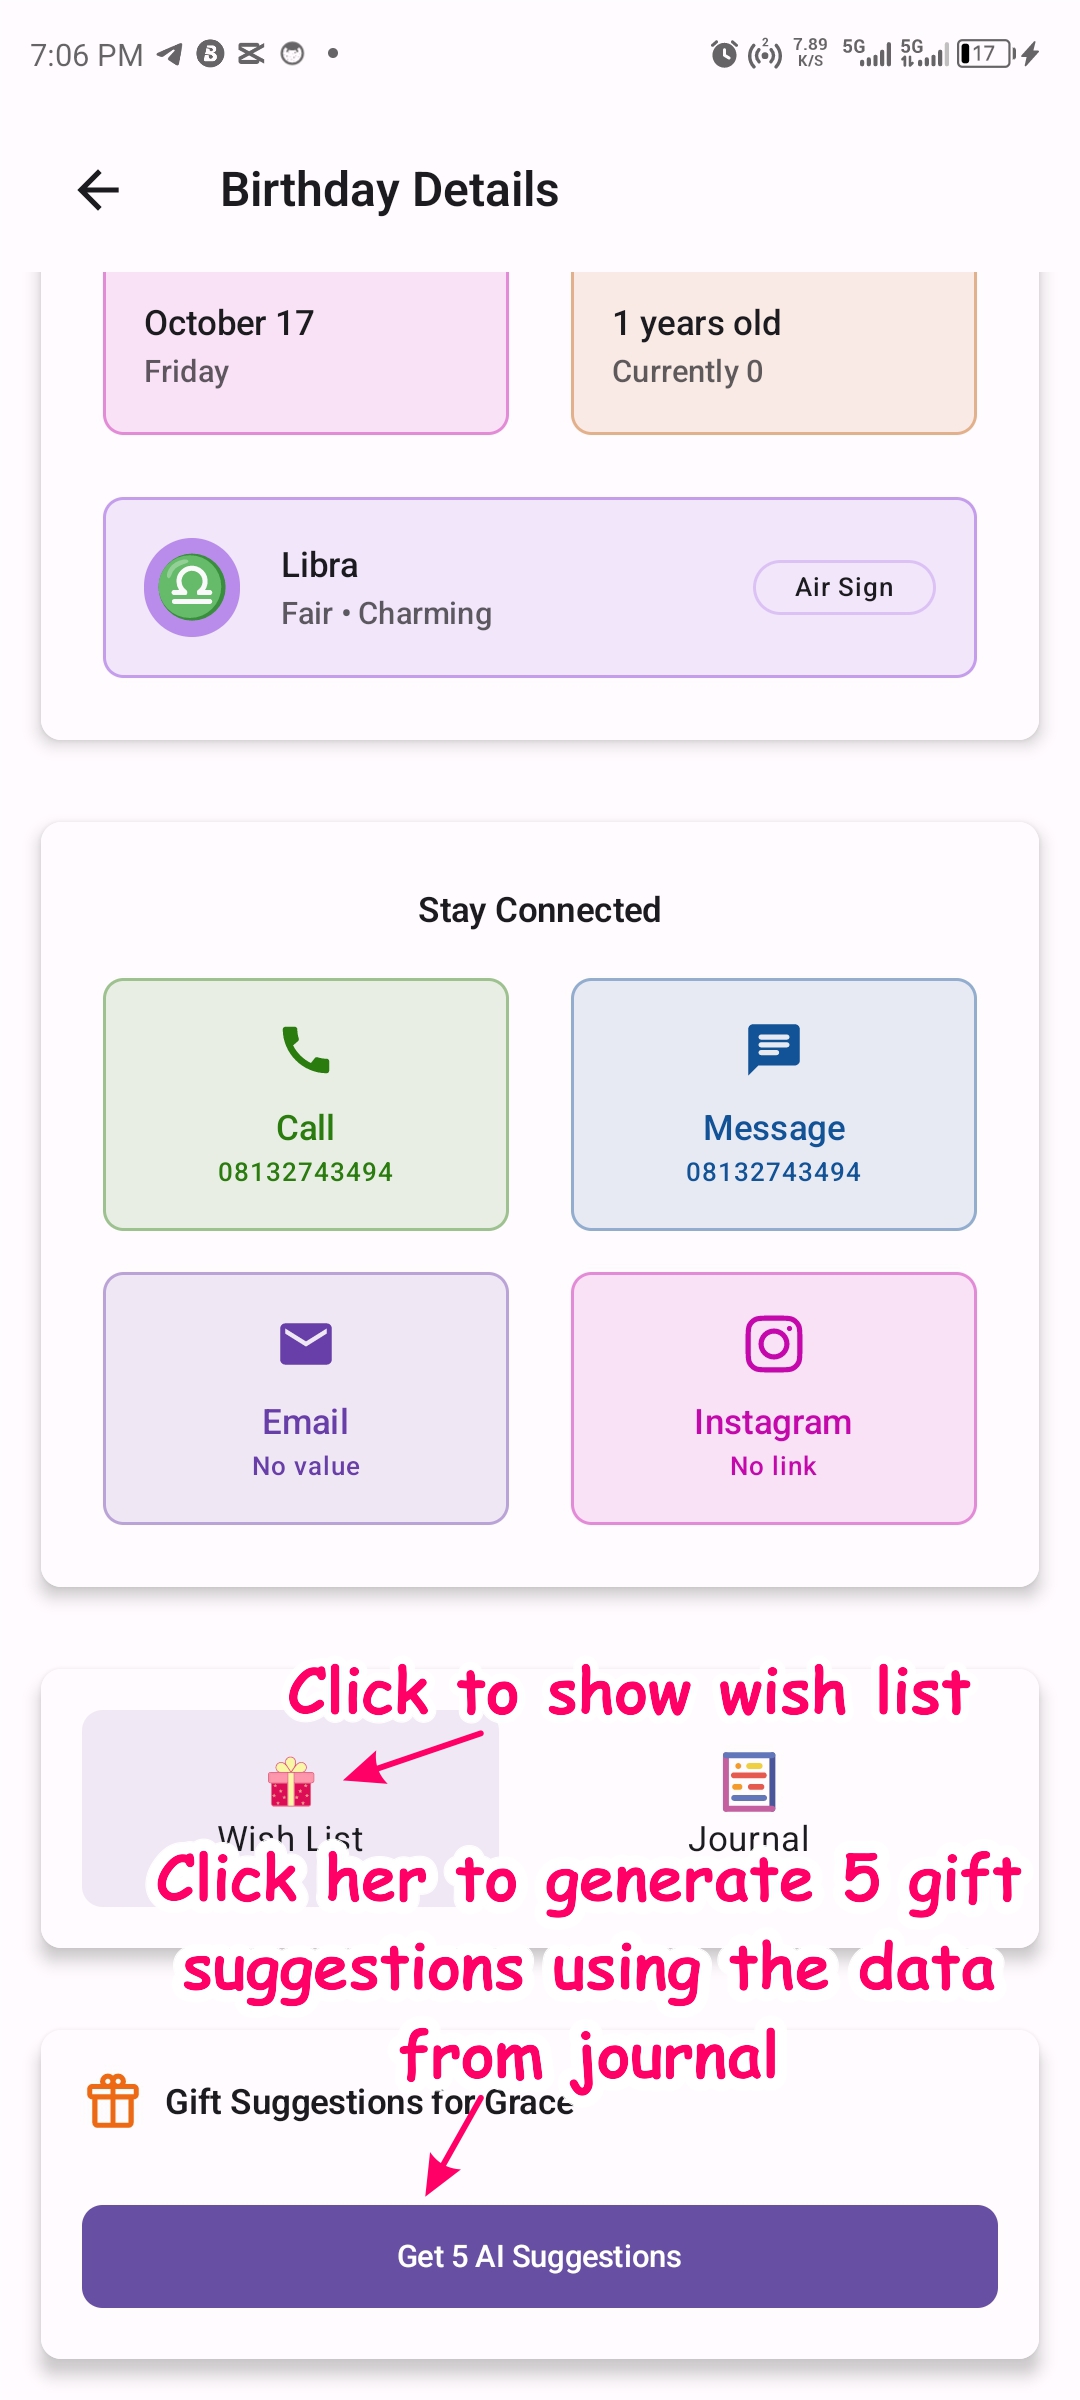 7:06 PM
2
7.89
K/S
5G
5G
17
Birthday Details
October 17
Friday
1 years old
Currently 0
Libra
Fair • Charming
Air Sign
Stay Connected
Call
08132743494
Message
08132743494
Email
No value
Instagram
No link
Click to show wish list
Wish List
Journal
Click her to generate 5 gift
suggestions using the data
from journal
Gift Suggestions for Grace
Get 5 AI Suggestions